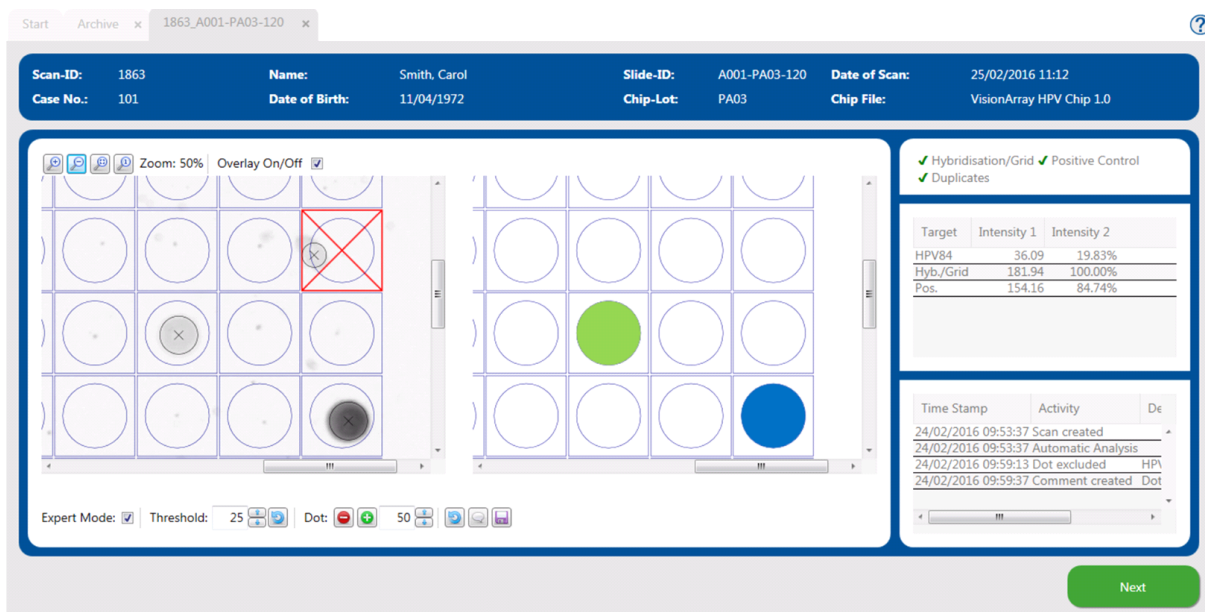 Start Archive × 1863_A001-PA03-120 × ?
Scan-ID: 1863 Name: Smith, Carol Slide-ID: A001-PA03-120 Date of Scan: 25/02/2016 11:12
Case No.: 101 Date of Birth: 11/04/1972 Chip-Lot: PA03 Chip File: VisionArray HPV Chip 1.0
Zoom: 50% Overlay On/Off
✓ Hybridisation/Grid ✓ Positive Control
✓ Duplicates
Target Intensity 1 Intensity 2
HPV84 36.09 19.83%
Hyb./Grid 181.94 100.00%
Pos. 154.16 84.74%
Time Stamp Activity De
24/02/2016 09:53:37 Scan created
24/02/2016 09:53:37 Automatic Analysis
24/02/2016 09:59:13 Dot excluded HPV
24/02/2016 09:59:37 Comment created Dot
Expert Mode: Threshold: 25 Dot: 50
Next